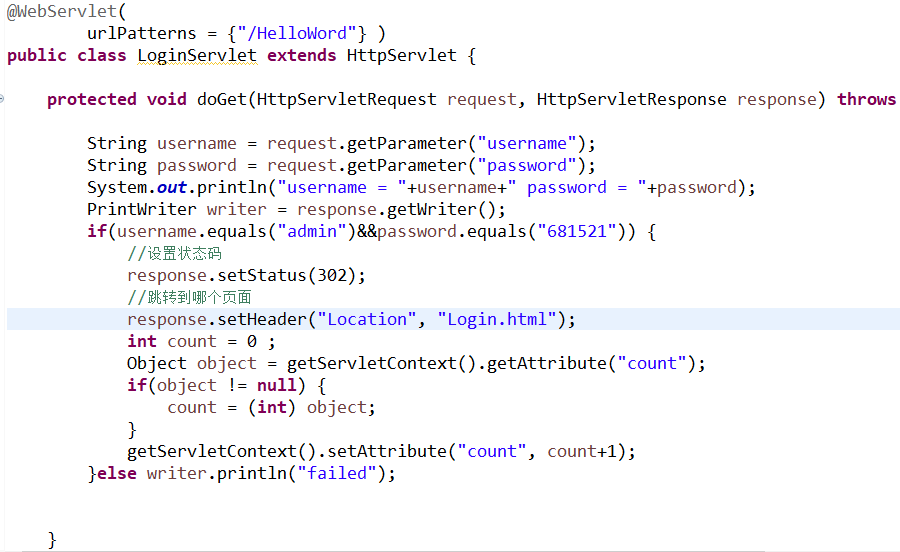 @WebServlet(
        urlPatterns = {"/HelloWord"} )
public class LoginServlet extends HttpServlet {
    protected void doGet(HttpServletRequest request, HttpServletResponse response) throws
        String username = request.getParameter("username");
        String password = request.getParameter("password");
        System.out.println("username = "+username+" password = "+password);
        PrintWriter writer = response.getWriter();
        if(username.equals("admin")&&password.equals("681521")) {
            //设置状态码
            response.setStatus(302);
            //跳转到哪个页面
            response.setHeader("Location", "Login.html");
            int count = 0 ;
            Object object = getServletContext().getAttribute("count");
            if(object != null) {
                count = (int) object;
            }
            getServletContext().setAttribute("count", count+1);
        }else writer.println("failed");
    }